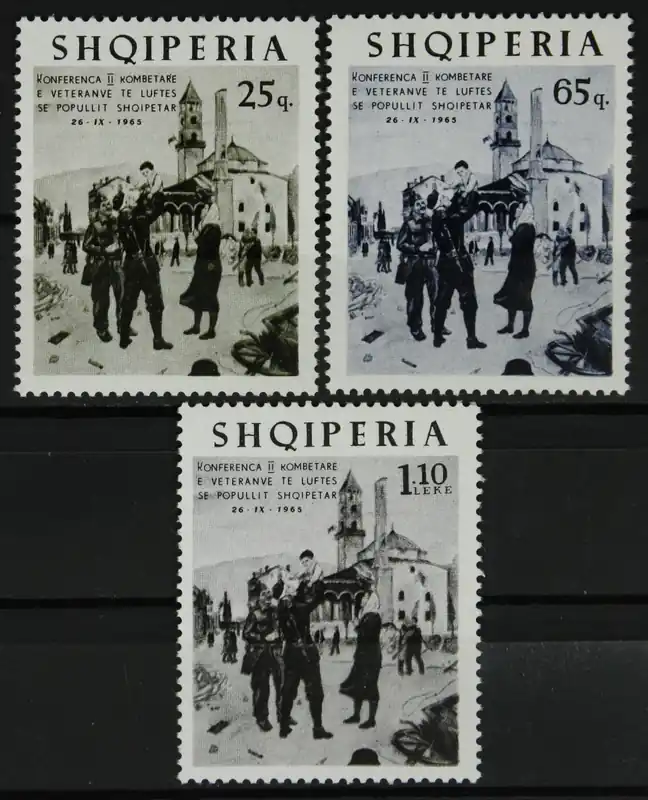 SHQIPERIA
KONFERENCA II KOMBETARE
E VETERANVE TE LUFTES
SE POPULLIT SHQIPETAR
26-IX-1965
25q.
SHQIPERIA
KONFERENCA II KOMBETARE
E VETERANVE TE LUFTES
SE POPULLIT SHQIPETAR
26-IX-1965
65q.
SHQIPERIA
KONFERENCA II KOMBETARE
E VETERANVE TE LUFTES
SE POPULLIT SHQIPETAR
26-IX-1965
1.10
LEKE